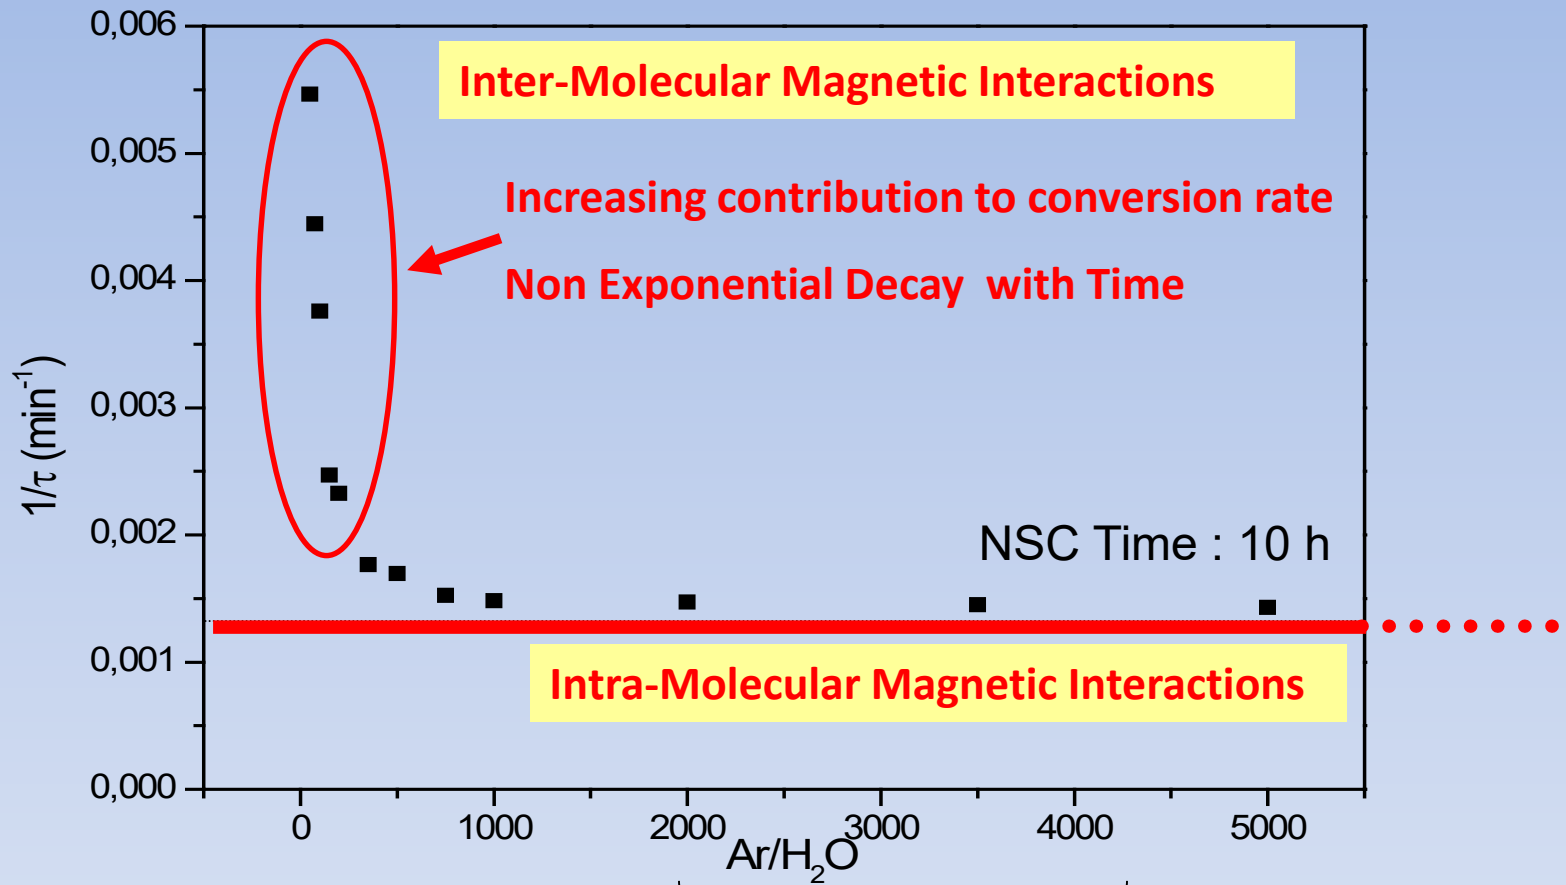 0,006
Inter-Molecular Magnetic Interactions
0,005
Increasing contribution to conversion rate
0,004
Non Exponential Decay with Time
0,003
1/τ (min⁻¹)
0,002
NSC Time : 10 h
0,001
Intra-Molecular Magnetic Interactions
0,000
0 1000 2000 3000 4000 5000
Ar/H₂O